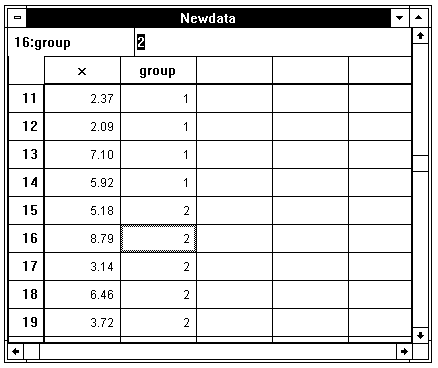 Newdata
16:group 2
x group
11 2.37 1
12 2.09 1
13 7.10 1
14 5.92 1
15 5.18 2
16 8.79 2
17 3.14 2
18 6.46 2
19 3.72 2